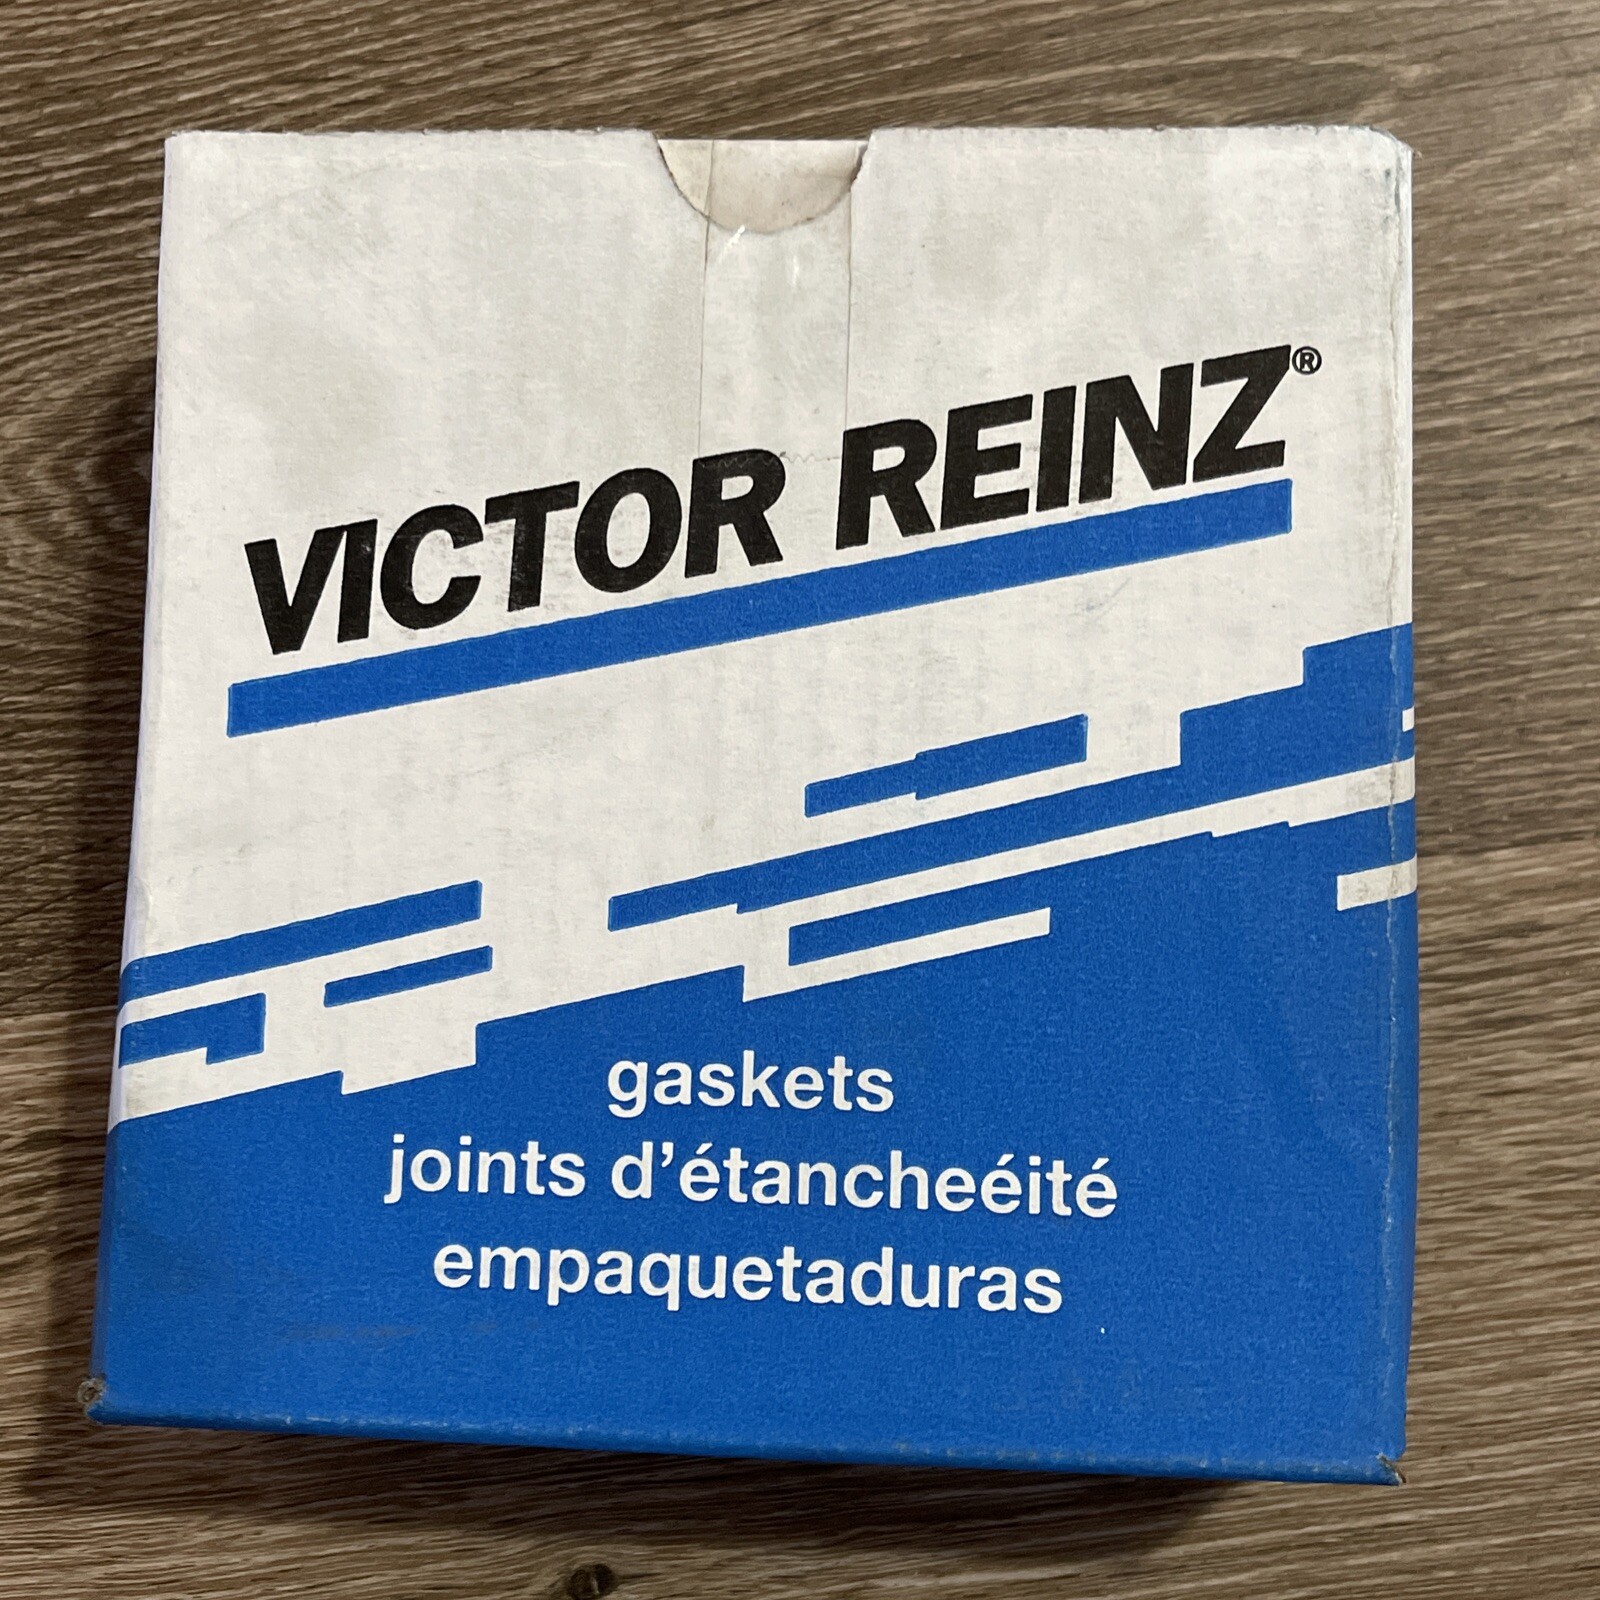 VICTOR REINZ®
gaskets
joints d'étancheéité
empaquetaduras